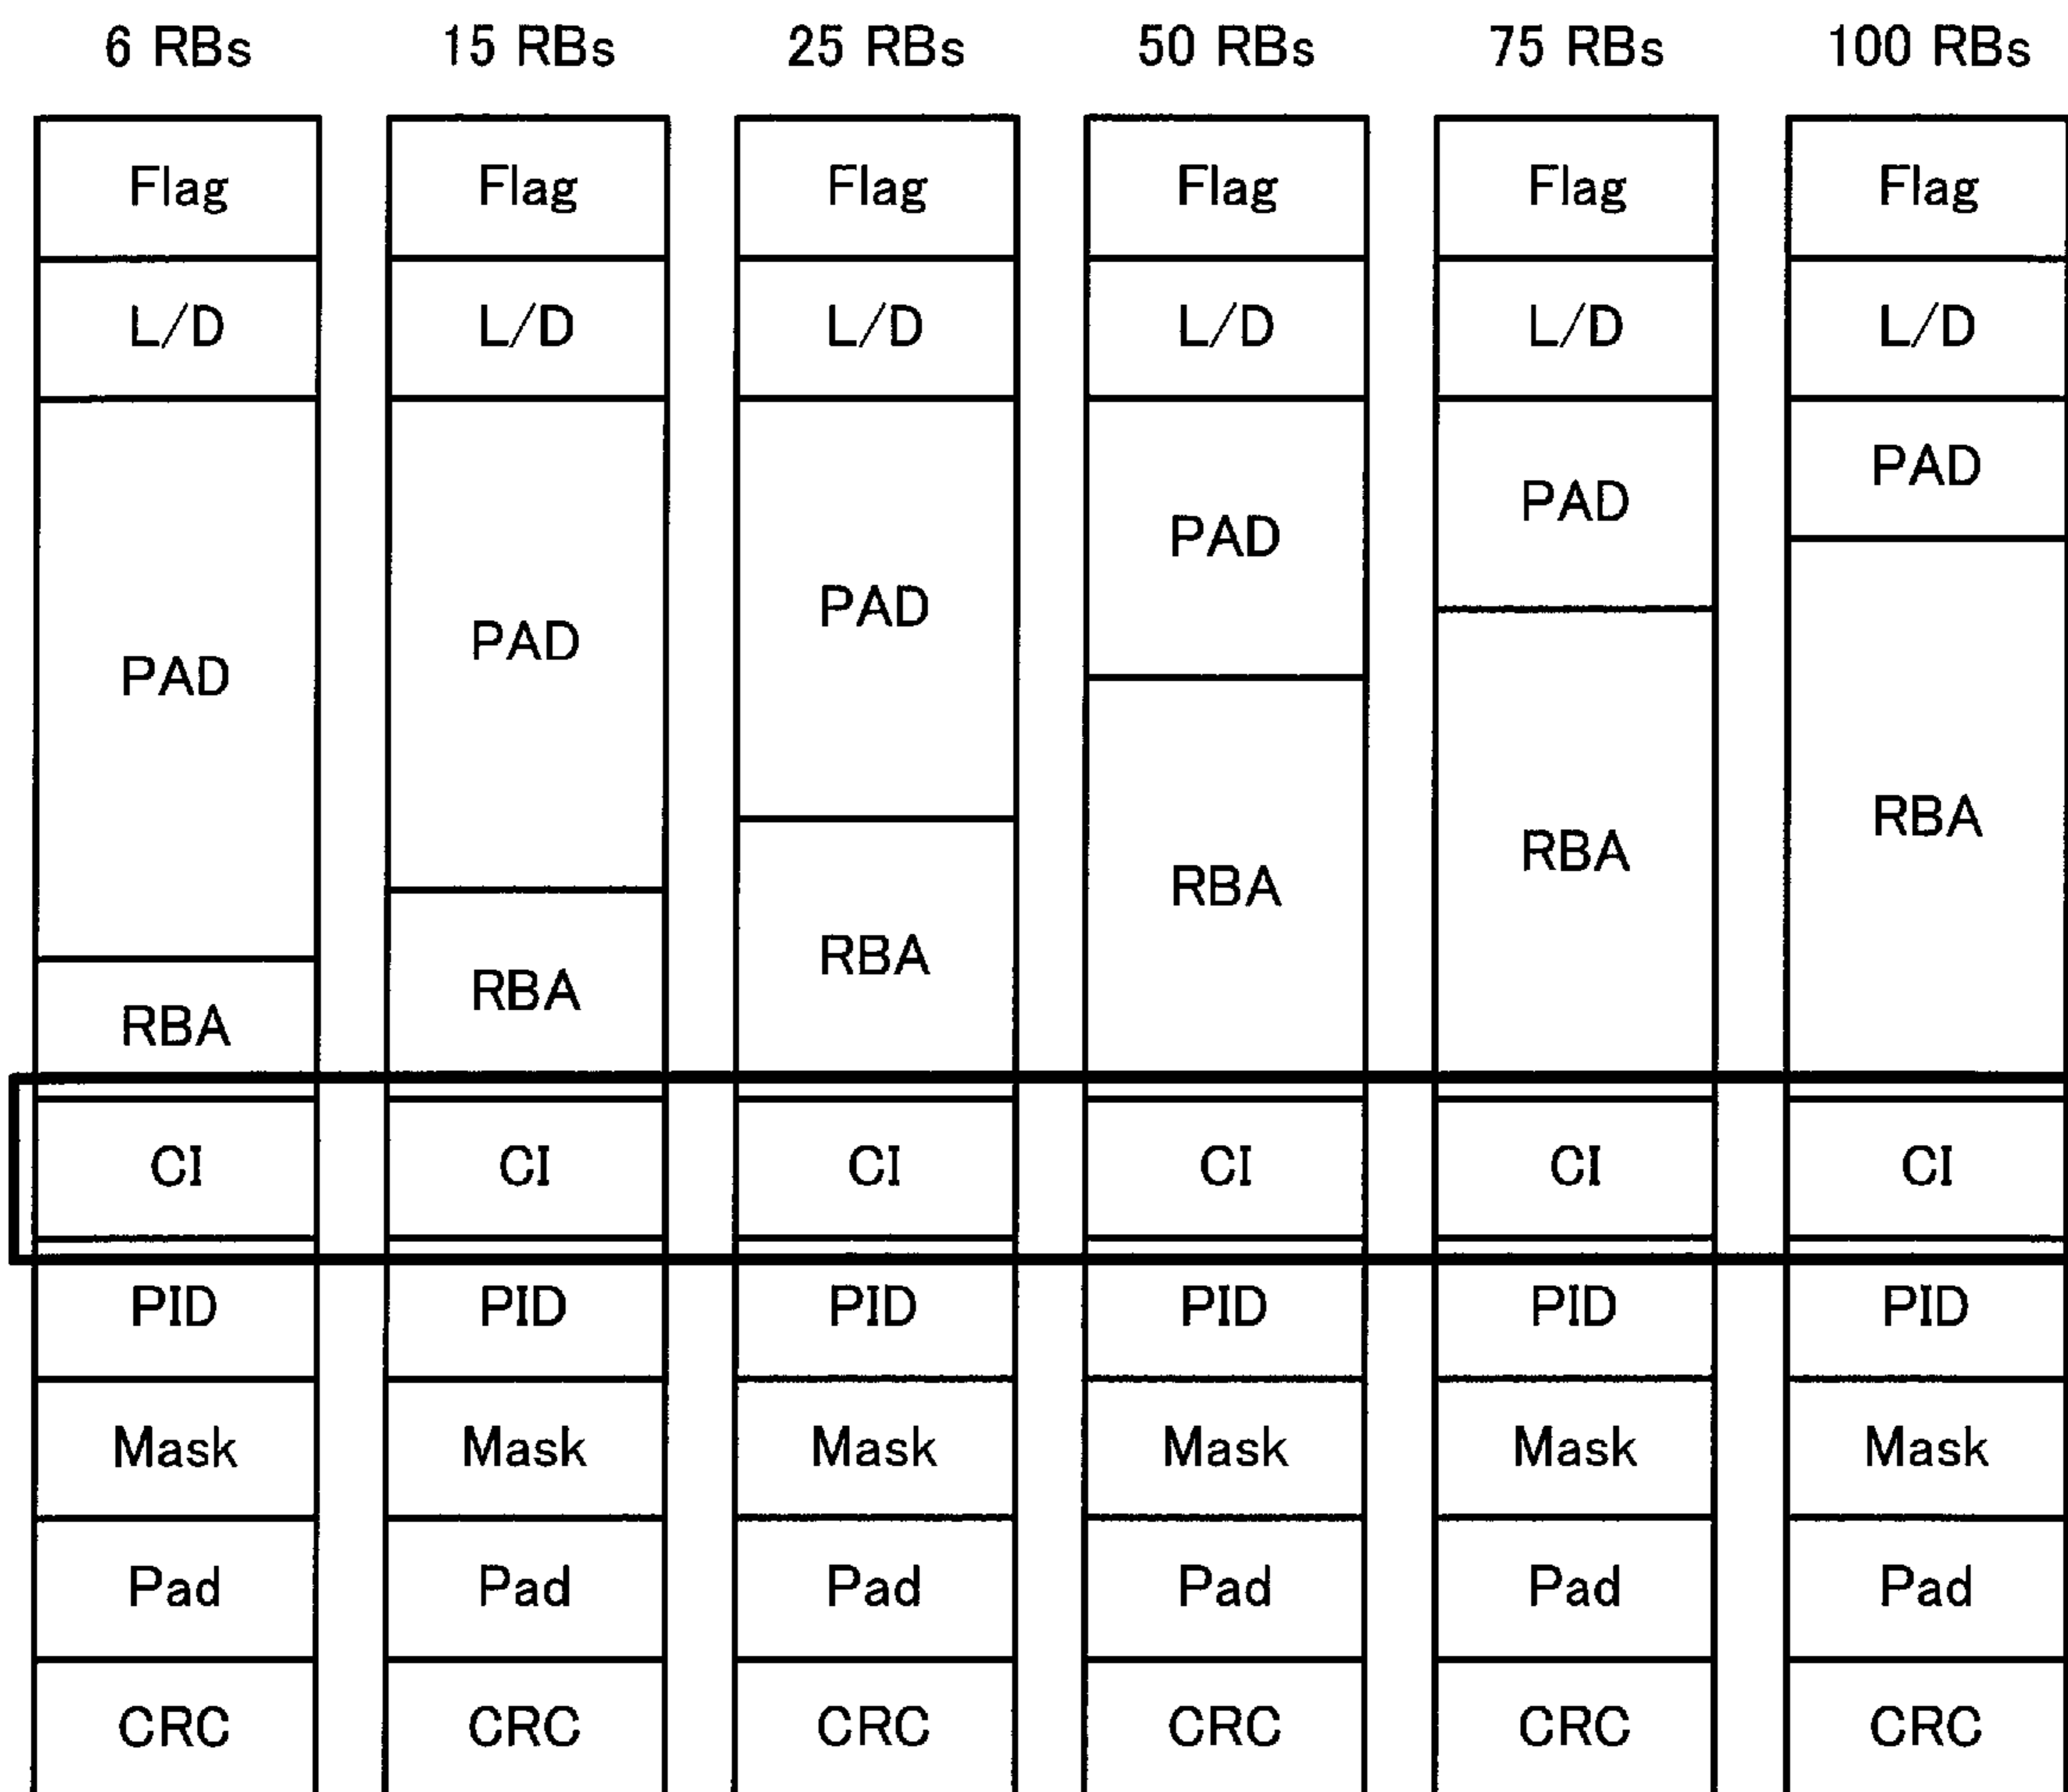 6 RBs 15 RBs 25 RBs 50 RBs 75 RBs 100 RBs
Flag Flag Flag Flag Flag Flag
L/D L/D L/D L/D L/D L/D
PAD PAD PAD PAD PAD PAD
RBA RBA RBA RBA RBA RBA
CI CI CI CI CI CI
PID PID PID PID PID PID
Mask Mask Mask Mask Mask Mask
Pad Pad Pad Pad Pad Pad
CRC CRC CRC CRC CRC CRC